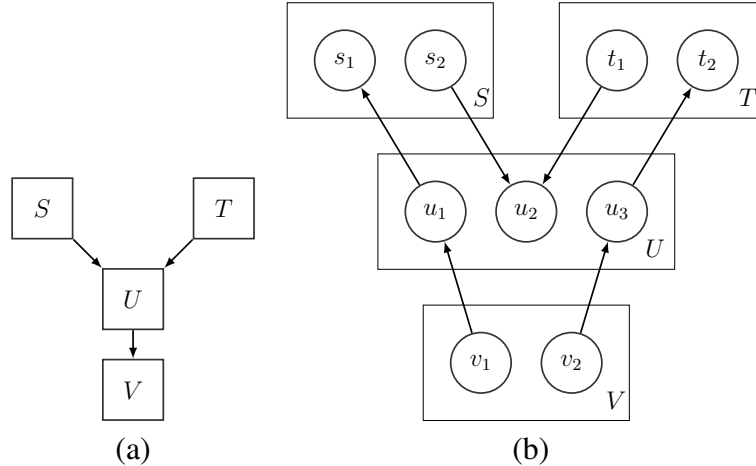 S T
U
V
(a)
s₁ s₂ S
t₁ t₂ T
u₁ u₂ u₃ U
v₁ v₂ V
(b)